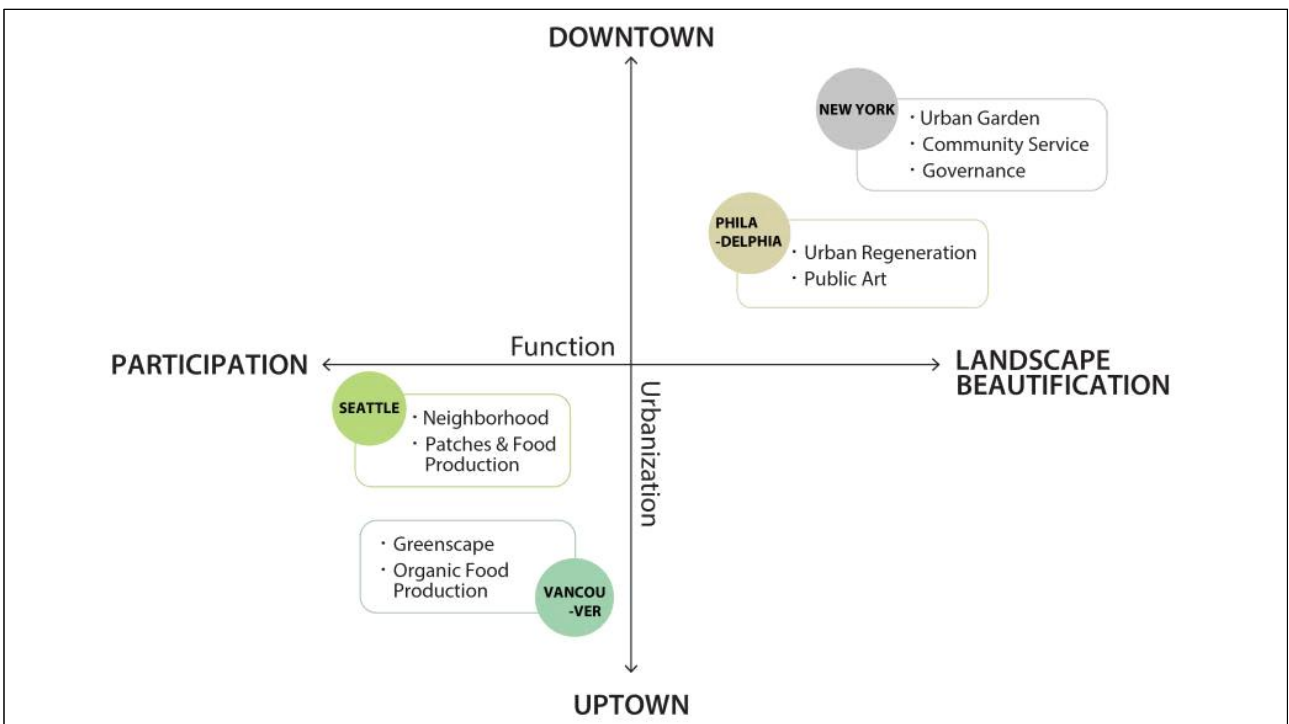 DOWNTOWN
NEW YORK
· Urban Garden
· Community Service
· Governance
PHILA
-DELPHIA
· Urban Regeneration
· Public Art
Function
PARTICIPATION
LANDSCAPE
BEAUTIFICATION
Urbanization
SEATTLE
· Neighborhood
· Patches & Food
Production
· Greenscape
· Organic Food
Production
VANCOU
-VER
UPTOWN